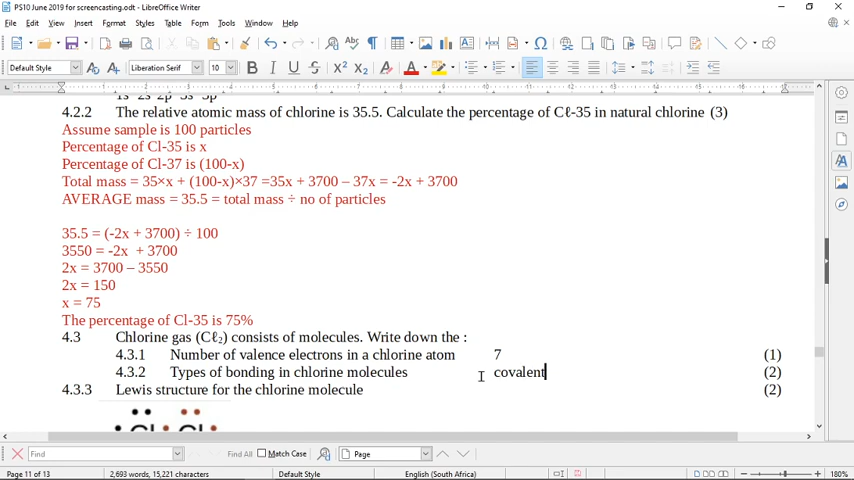 PS10 June 2019 for screencasting.odt - LibreOffice Writer
File Edit View Insert Format Styles Table Form Tools Window Help
Default Style Liberation Serif 10
4.2.2 The relative atomic mass of chlorine is 35.5. Calculate the percentage of Cℓ-35 in natural chlorine (3)
Assume sample is 100 particles
Percentage of Cl-35 is x
Percentage of Cl-37 is (100-x)
Total mass = 35×x + (100-x)×37 =35x + 3700 – 37x = -2x + 3700
AVERAGE mass = 35.5 = total mass ÷ no of particles
35.5 = (-2x + 3700) ÷ 100
3550 = -2x + 3700
2x = 3700 – 3550
2x = 150
x = 75
The percentage of Cl-35 is 75%
4.3 Chlorine gas (Cℓ₂) consists of molecules. Write down the :
4.3.1 Number of valence electrons in a chlorine atom 7 (1)
4.3.2 Types of bonding in chlorine molecules covalent (2)
4.3.3 Lewis structure for the chlorine molecule (2)
Find Find All Match Case Page
Page 11 of 13 2,693 words, 15,221 characters Default Style English (South Africa) 180%